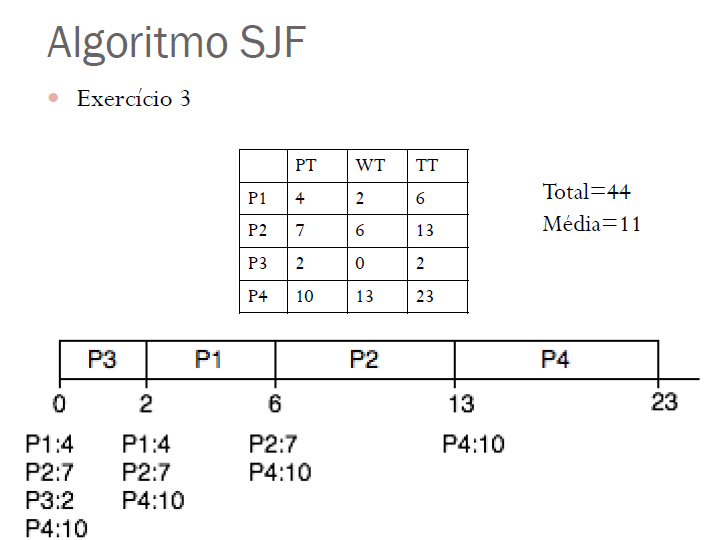 Algoritmo SJF
Exercício 3
PT WT TT
P1 4 2 6
P2 7 6 13
P3 2 0 2
P4 10 13 23
Total=44
Média=11
P3 P1 P2 P4
0 2 6 13 23
P1:4 P1:4 P2:7 P4:10
P2:7 P2:7 P4:10
P3:2 P4:10
P4:10